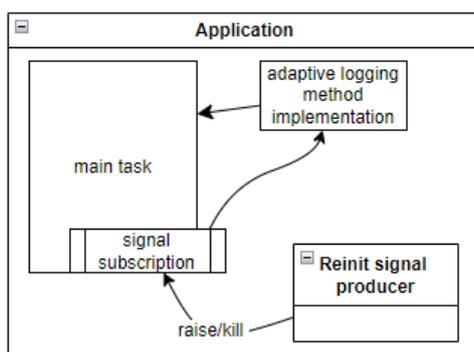 Application
adaptive logging
method
implementation
main task
signal
subscription
Reinit signal
producer
raise/kill